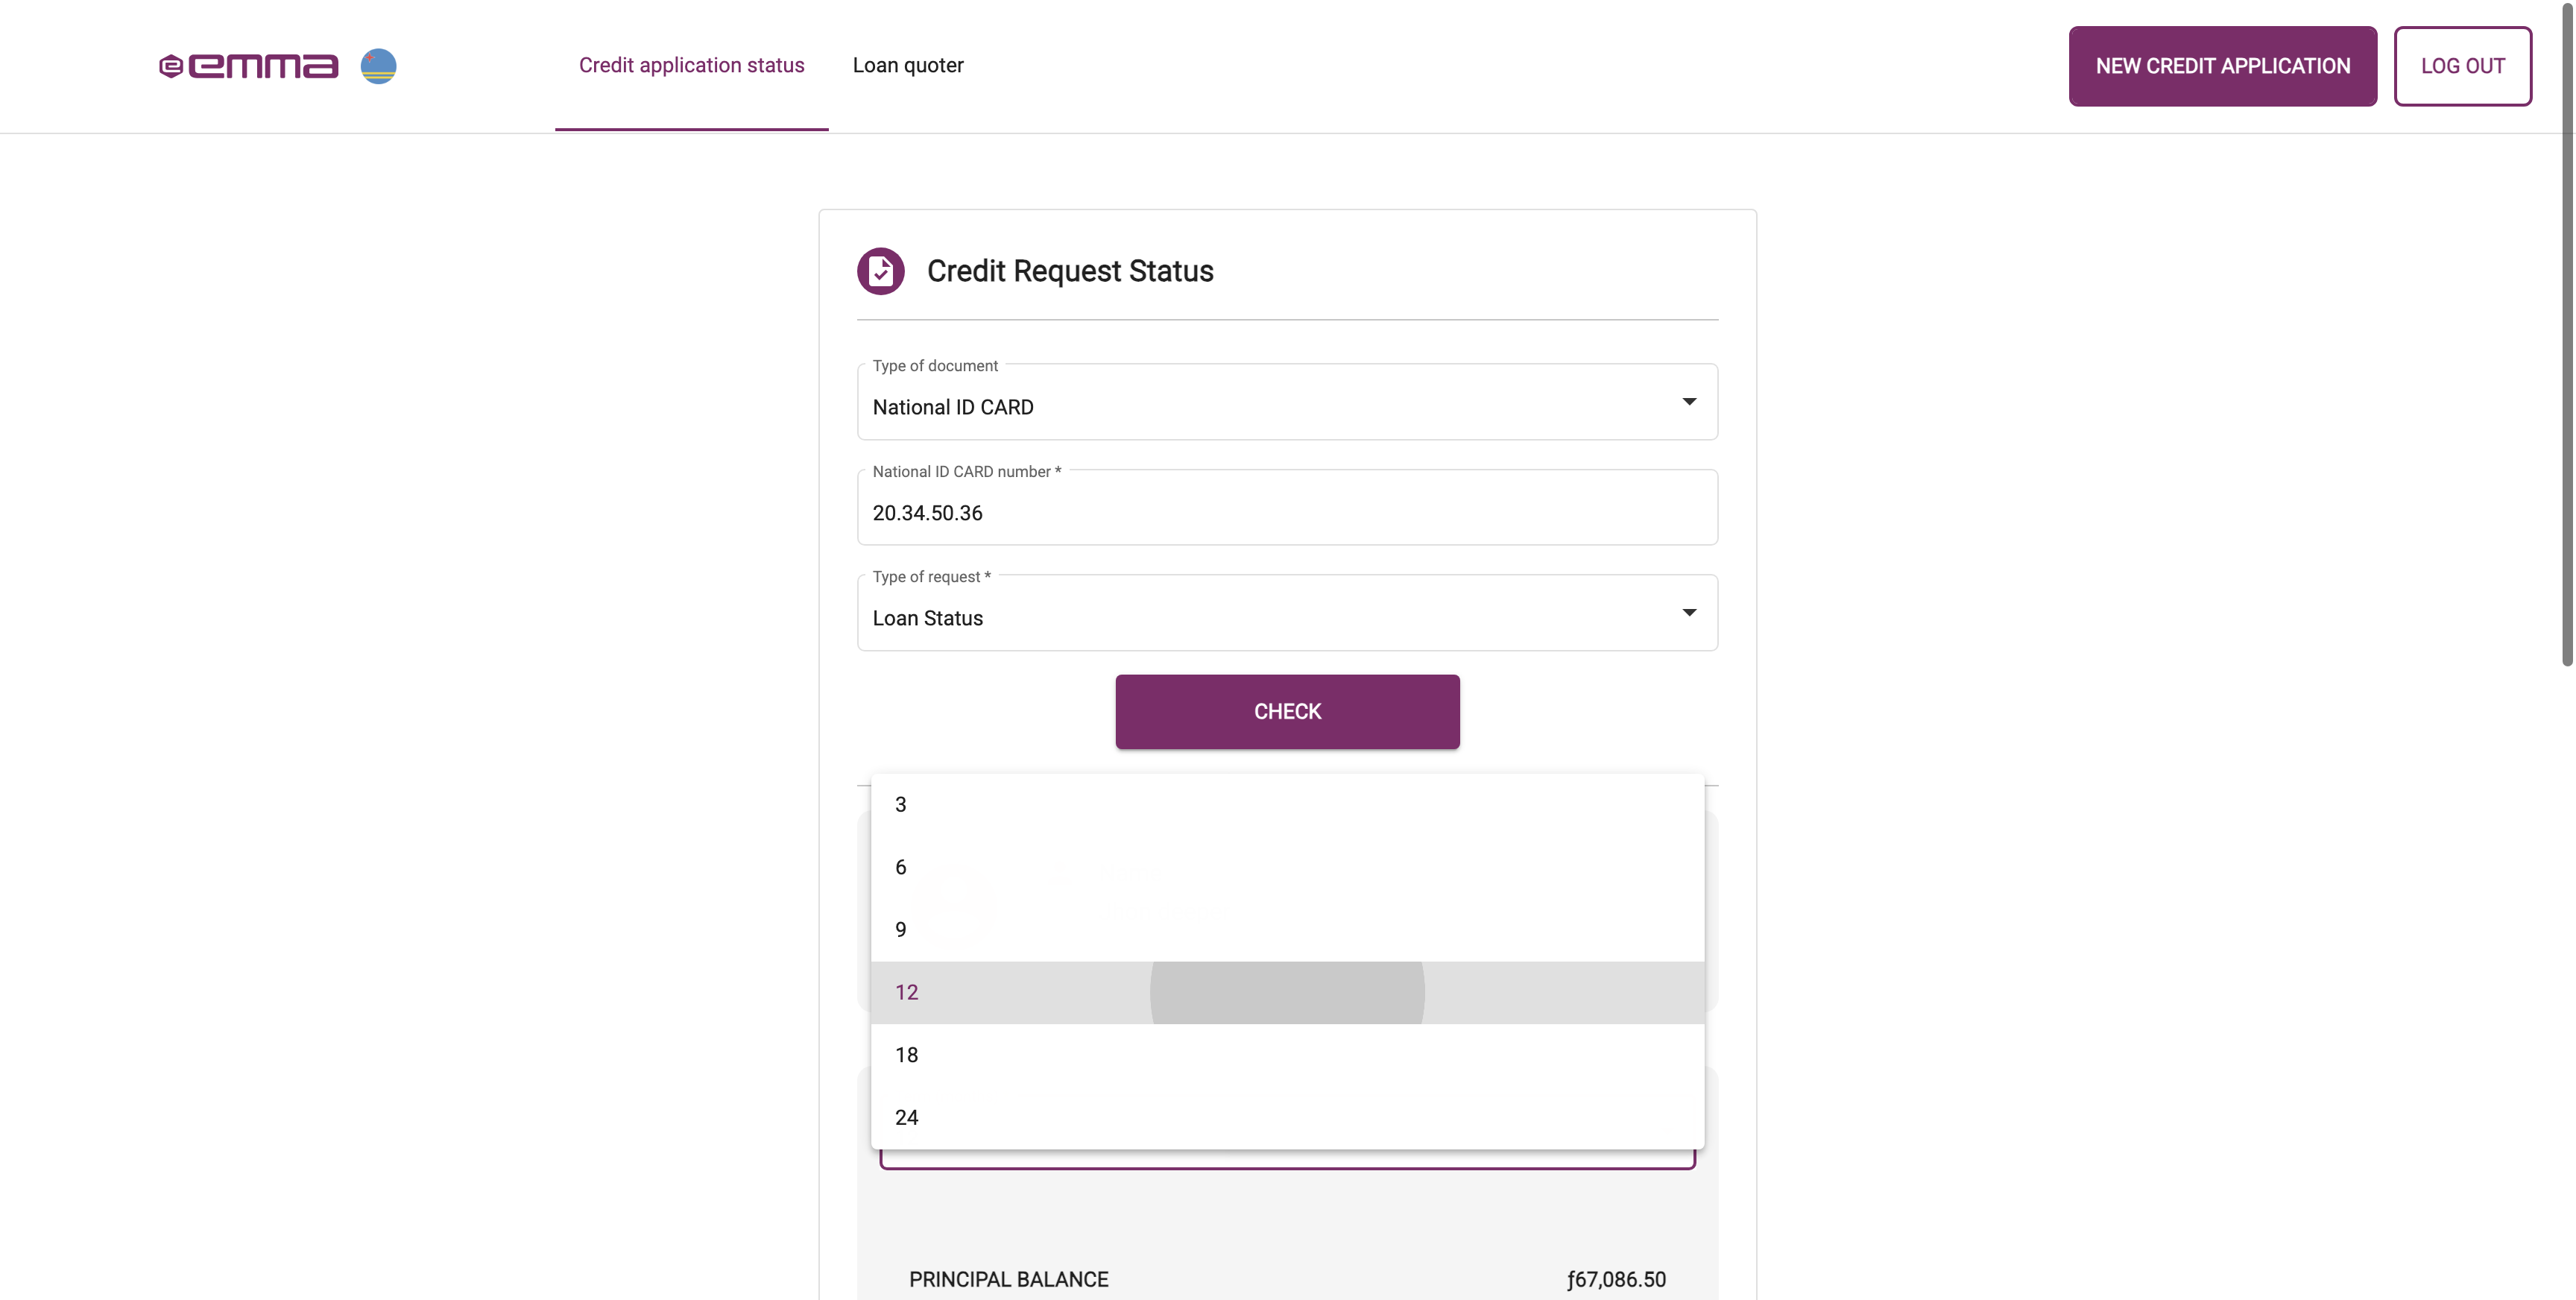 emma
Credit application status
Loan quoter
NEW CREDIT APPLICATION
LOG OUT
Credit Request Status
Type of document
National ID CARD
National ID CARD number *
20.34.50.36
Type of request *
Loan Status
CHECK
3
6
9
12
18
24
PRINCIPAL BALANCE
ƒ67,086.50